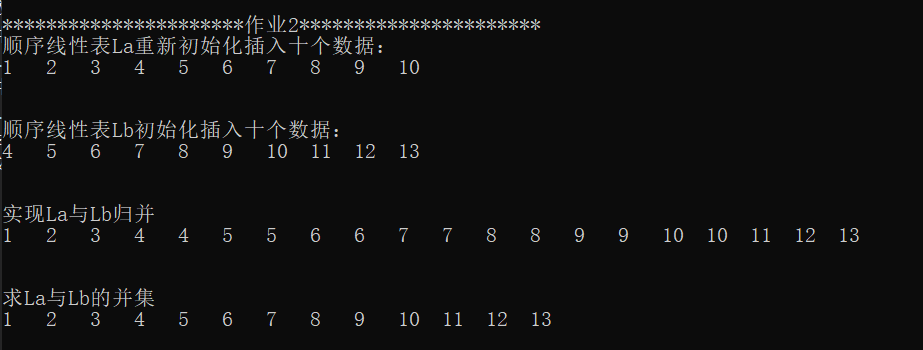 **********************作业2**********************
顺序线性表La重新初始化插入十个数据：
1 2 3 4 5 6 7 8 9 10
顺序线性表Lb初始化插入十个数据：
4 5 6 7 8 9 10 11 12 13
实现La与Lb归并
1 2 3 4 4 5 5 6 6 7 7 8 8 9 9 10 10 11 12 13
求La与Lb的并集
1 2 3 4 5 6 7 8 9 10 11 12 13